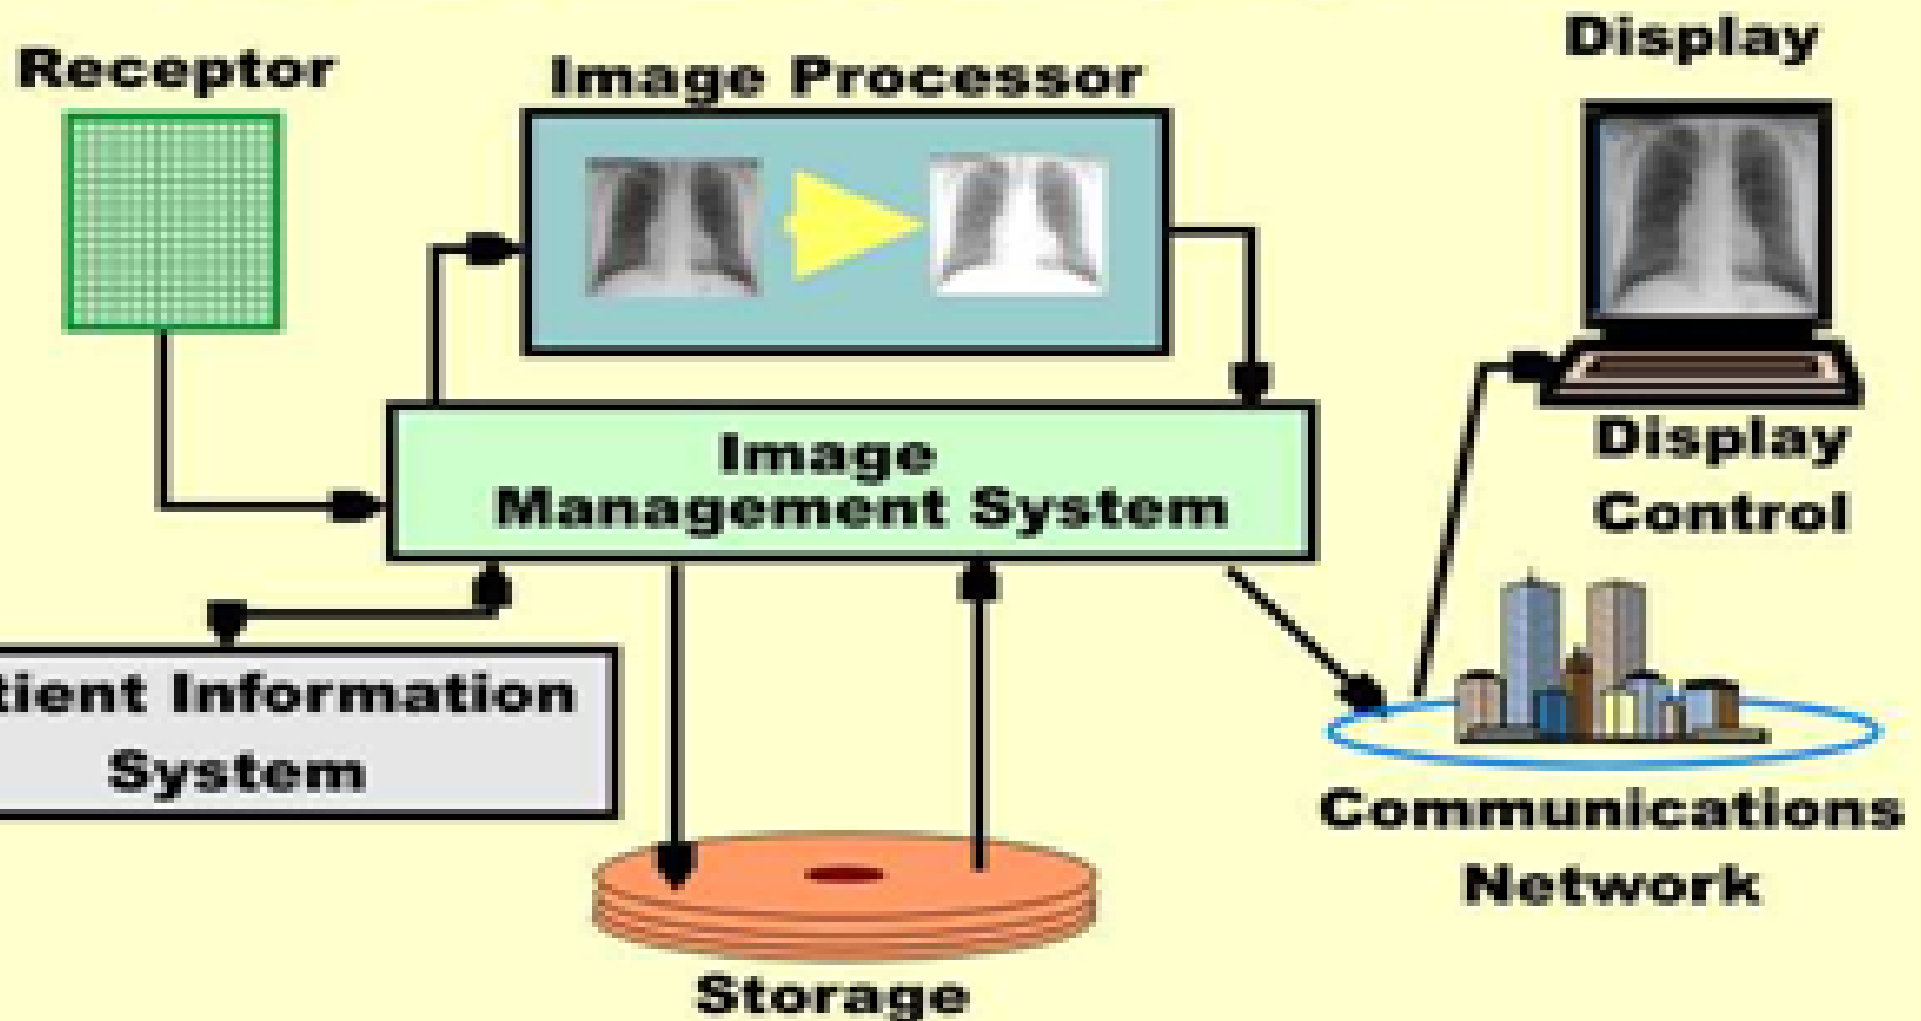 Receptor
Image Processor
Display
Image
Management System
Display
Control
tient Information
System
Communications
Network
Storage